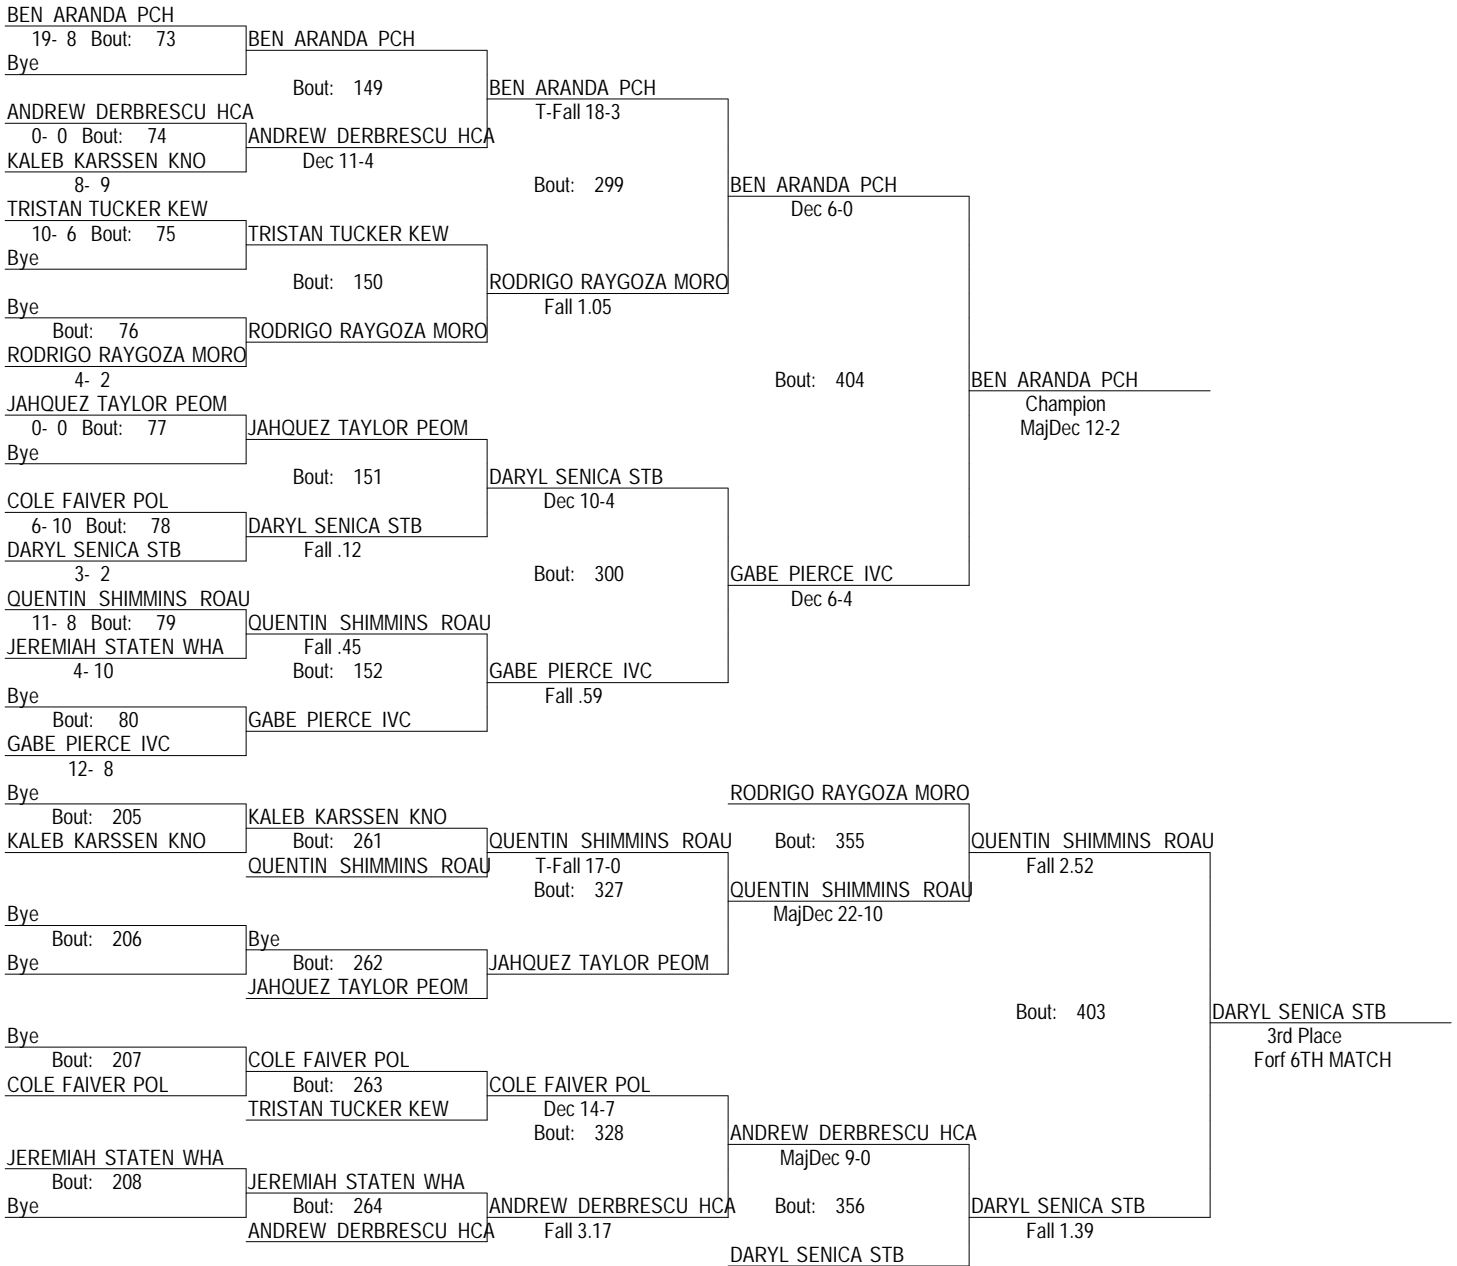 BEN ARANDA PCH
19- 8 Bout: 73 BEN ARANDA PCH
Bye
Bout: 149 BEN ARANDA PCH
ANDREW DERBRESCU HCA T-Fall 18-3
0- 0 Bout: 74 ANDREW DERBRESCU HCA
KALEB KARSSEN KNO Dec 11-4
8- 9 Bout: 299 BEN ARANDA PCH
TRISTAN TUCKER KEW Dec 6-0
10- 6 Bout: 75 TRISTAN TUCKER KEW
Bye
Bout: 150 RODRIGO RAYGOZA MORO
Bye Fall 1.05
Bout: 76 RODRIGO RAYGOZA MORO
RODRIGO RAYGOZA MORO
4- 2 Bout: 404 BEN ARANDA PCH
JAHQUEZ TAYLOR PEOM Champion
0- 0 Bout: 77 JAHQUEZ TAYLOR PEOM MajDec 12-2
Bye
Bout: 151 DARYL SENICA STB
COLE FAIVER POL Dec 10-4
6- 10 Bout: 78 DARYL SENICA STB
DARYL SENICA STB Fall .12
3- 2 Bout: 300 GABE PIERCE IVC
QUENTIN SHIMMINS ROAU Dec 6-4
11- 8 Bout: 79 QUENTIN SHIMMINS ROAU
JEREMIAH STATEN WHA Fall .45
4- 10 Bout: 152 GABE PIERCE IVC
Bye Fall .59
Bout: 80 GABE PIERCE IVC
GABE PIERCE IVC
12- 8
Bye RODRIGO RAYGOZA MORO
Bout: 205 KALEB KARSSEN KNO
KALEB KARSSEN KNO Bout: 261 QUENTIN SHIMMINS ROAU Bout: 355 QUENTIN SHIMMINS ROAU
QUENTIN SHIMMINS ROAU T-Fall 17-0 Fall 2.52
Bout: 327 QUENTIN SHIMMINS ROAU
Bye MajDec 22-10
Bout: 206 Bye
Bye Bout: 262 JAHQUEZ TAYLOR PEOM
JAHQUEZ TAYLOR PEOM
Bout: 403 DARYL SENICA STB
Bye 3rd Place
Bout: 207 COLE FAIVER POL Forf 6TH MATCH
COLE FAIVER POL Bout: 263 COLE FAIVER POL
TRISTAN TUCKER KEW Dec 14-7
Bout: 328 ANDREW DERBRESCU HCA
JEREMIAH STATEN WHA MajDec 9-0
Bout: 208 JEREMIAH STATEN WHA
Bye Bout: 264 ANDREW DERBRESCU HCA Bout: 356 DARYL SENICA STB
ANDREW DERBRESCU HCA Fall 3.17 Fall 1.39
DARYL SENICA STB